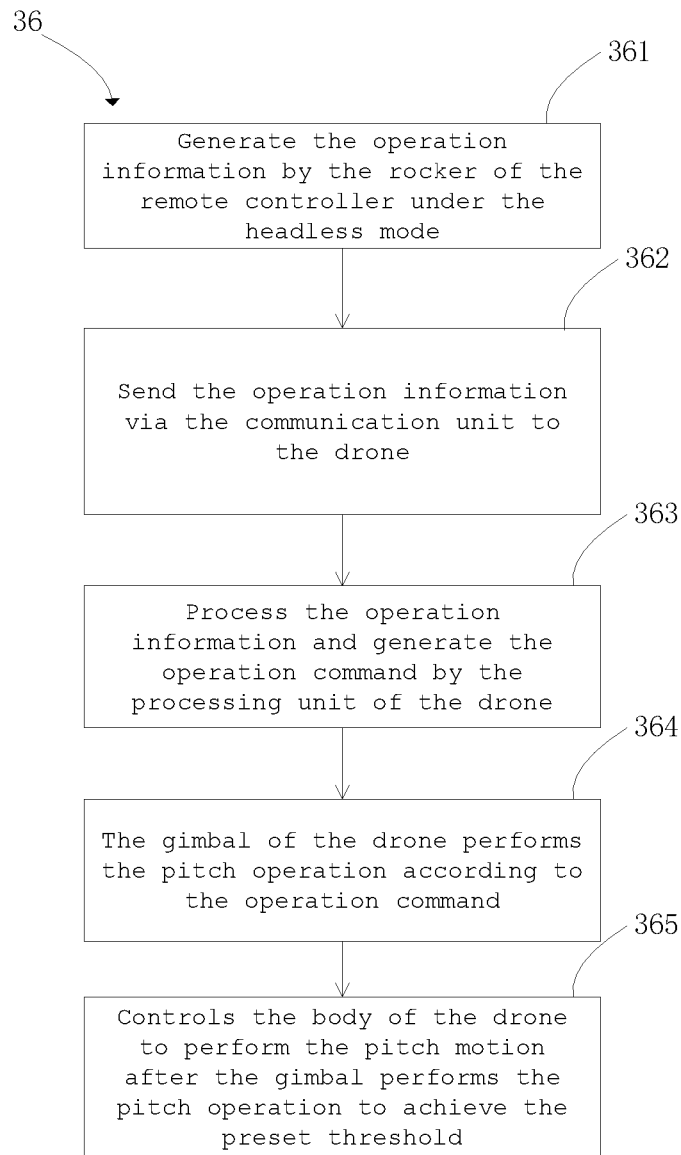 36
361
Generate the operation
information by the rocker of the
remote controller under the
headless mode
362
Send the operation information
via the communication unit to
the drone
363
Process the operation
information and generate the
operation command by the
processing unit of the drone
364
The gimbal of the drone performs
the pitch operation according to
the operation command
365
Controls the body of the drone
to perform the pitch motion
after the gimbal performs the
pitch operation to achieve the
preset threshold